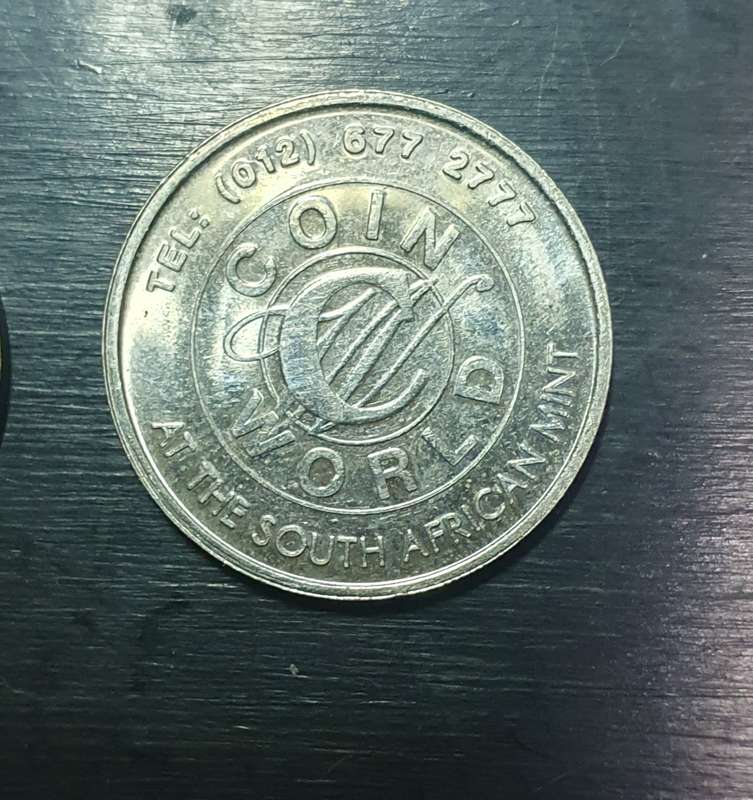 TEL: (012) 677 2777
COIN
WORLD
AT THE SOUTH AFRICAN MINT